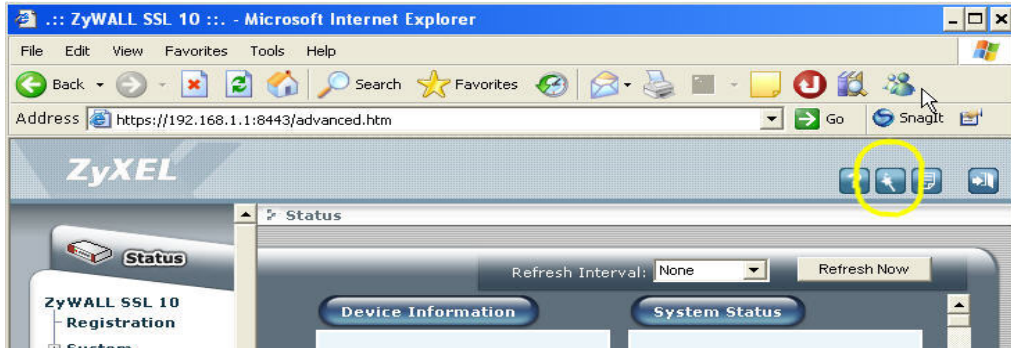 .:: ZyWALL SSL 10 ::. - Microsoft Internet Explorer
File Edit View Favorites Tools Help
Back Search Favorites
Address https://192.168.1.1:8443/advanced.htm Go SnagIt
ZyXEL
Status
Status
Refresh Interval: None Refresh Now
ZyWALL SSL 10
Device Information System Status
Registration
System